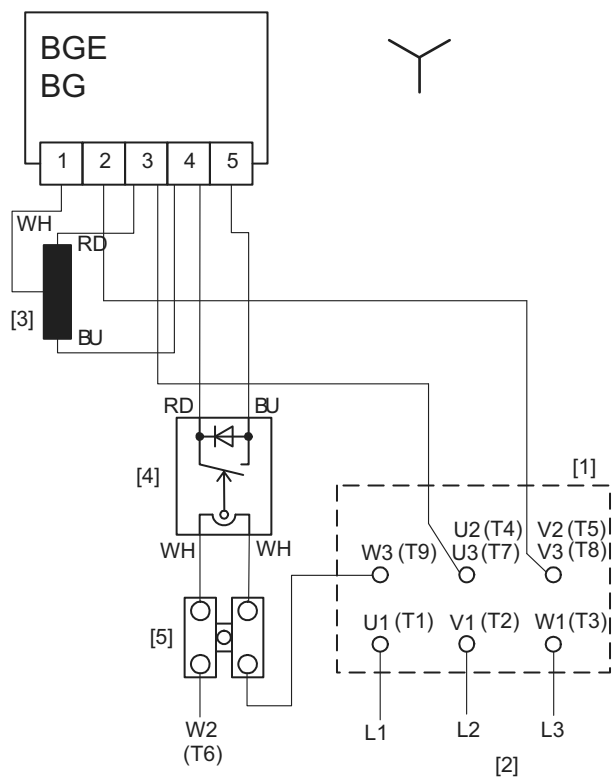 BGE
BG
1 2 3 4 5
WH
RD
[3]
BU
RD BU
[4]
[1]
WH WH
U2 (T4) V2 (T5)
W3 (T9) U3 (T7) V3 (T8)
[5]
U1 (T1) V1 (T2) W1 (T3)
W2
(T6)
L1 L2 L3
[2]